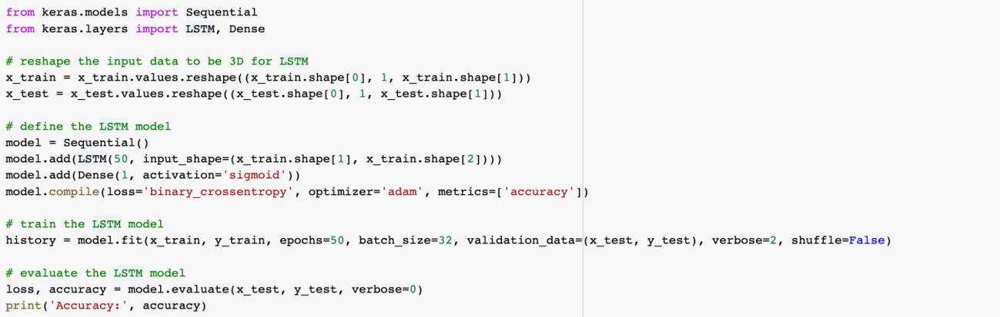 from keras.models import Sequential
from keras.layers import LSTM, Dense
# reshape the input data to be 3D for LSTM
x_train = x_train.values.reshape((x_train.shape[0], 1, x_train.shape[1]))
x_test = x_test.values.reshape((x_test.shape[0], 1, x_test.shape[1]))
# define the LSTM model
model = Sequential()
model.add(LSTM(50, input_shape=(x_train.shape[1], x_train.shape[2])))
model.add(Dense(1, activation='sigmoid'))
model.compile(loss='binary_crossentropy', optimizer='adam', metrics=['accuracy'])
# train the LSTM model
history = model.fit(x_train, y_train, epochs=50, batch_size=32, validation_data=(x_test, y_test), verbose=2, shuffle=False)
# evaluate the LSTM model
loss, accuracy = model.evaluate(x_test, y_test, verbose=0)
print('Accuracy:', accuracy)